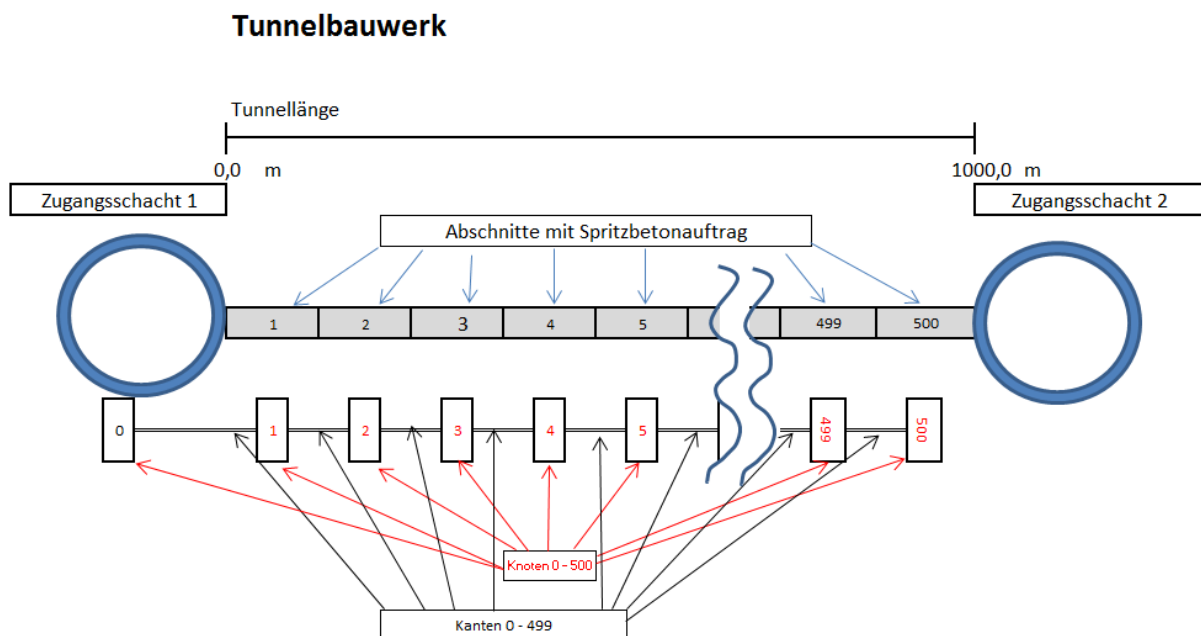 Tunnelbauwerk
Tunnellänge
0,0 m
1000,0 m
Zugangsschacht 1
Zugangsschacht 2
Abschnitte mit Spritzbetonauftrag
1 2 3 4 5 499 500
0 1 2 3 4 5 499 500
Knoten 0 - 500
Kanten 0 - 499